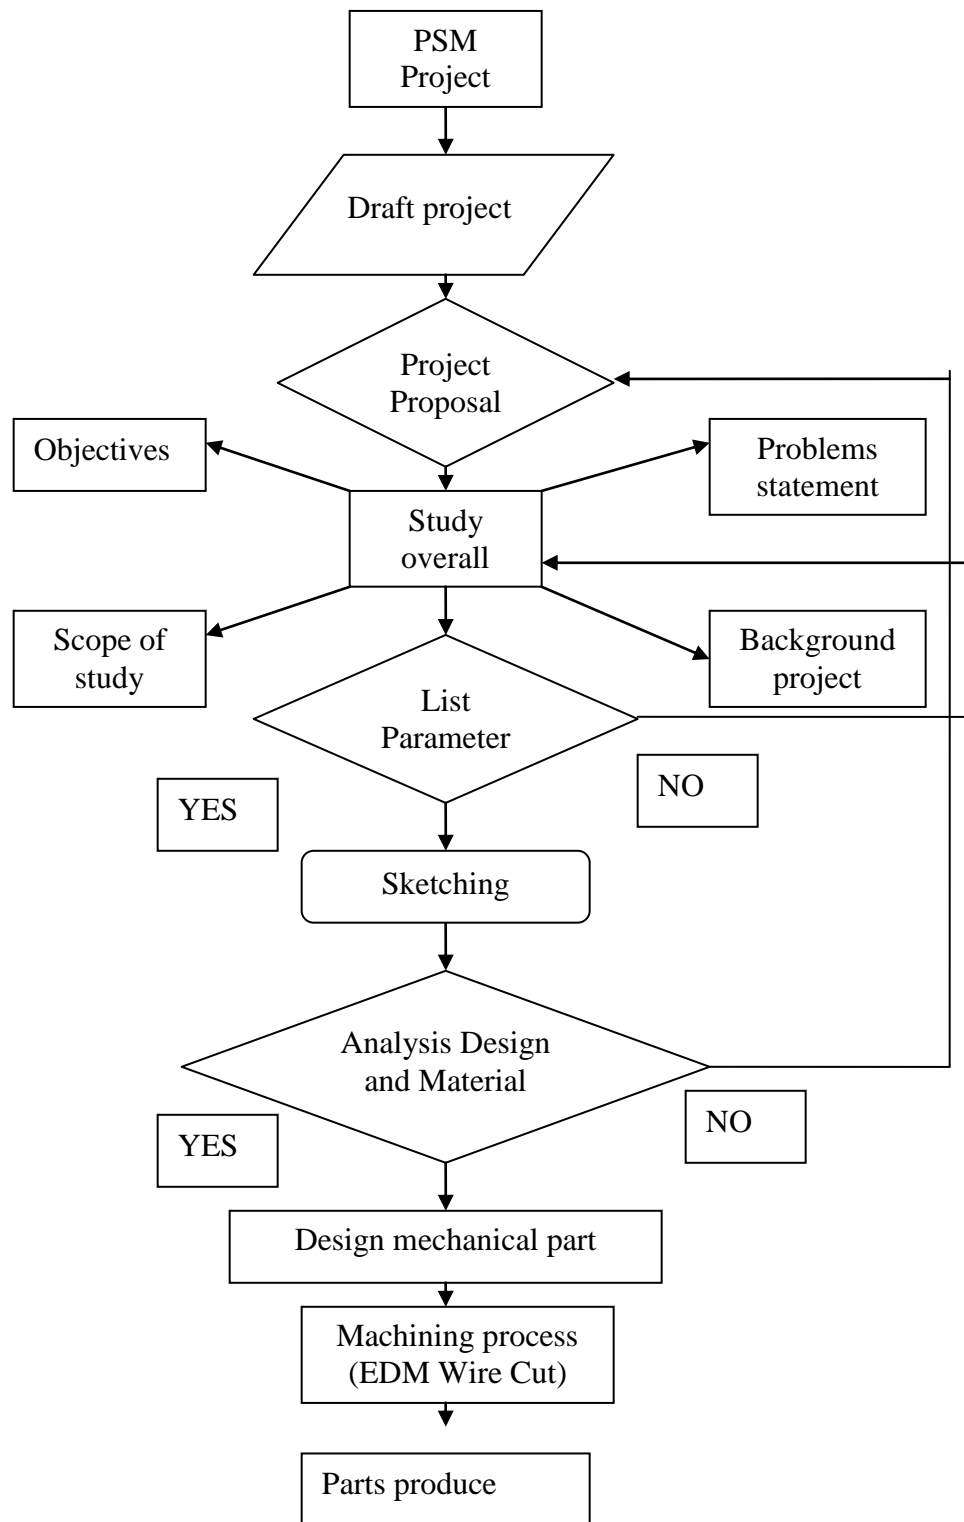 PSM
Project
Draft project
Project
Proposal
Objectives
Problems
statement
Study
overall
Scope of
study
Background
project
List
Parameter
NO
YES
Sketching
Analysis Design
and Material
NO
YES
Design mechanical part
Machining process
(EDM Wire Cut)
Parts produce